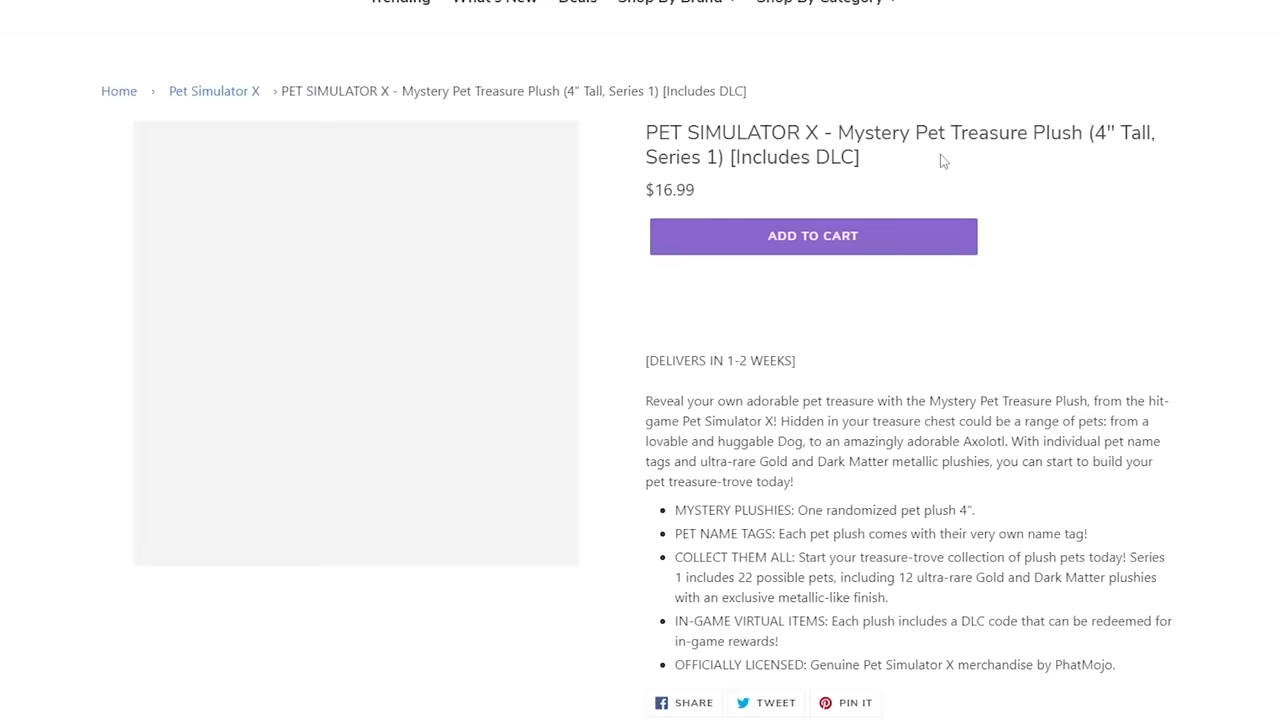 Trending What's New Deals Shop By Brand Shop By Category
Home › Pet Simulator X › PET SIMULATOR X - Mystery Pet Treasure Plush (4" Tall, Series 1) [Includes DLC]
PET SIMULATOR X - Mystery Pet Treasure Plush (4" Tall,
Series 1) [Includes DLC]
$16.99
ADD TO CART
[DELIVERS IN 1-2 WEEKS]
Reveal your own adorable pet treasure with the Mystery Pet Treasure Plush, from the hit-
game Pet Simulator X! Hidden in your treasure chest could be a range of pets: from a
lovable and huggable Dog, to an amazingly adorable Axolotl. With individual pet name
tags and ultra-rare Gold and Dark Matter metallic plushies, you can start to build your
pet treasure-trove today!
• MYSTERY PLUSHIES: One randomized pet plush 4".
• PET NAME TAGS: Each pet plush comes with their very own name tag!
• COLLECT THEM ALL: Start your treasure-trove collection of plush pets today! Series
1 includes 22 possible pets, including 12 ultra-rare Gold and Dark Matter plushies
with an exclusive metallic-like finish.
• IN-GAME VIRTUAL ITEMS: Each plush includes a DLC code that can be redeemed for
in-game rewards!
• OFFICIALLY LICENSED: Genuine Pet Simulator X merchandise by PhatMojo.
SHARE TWEET PIN IT